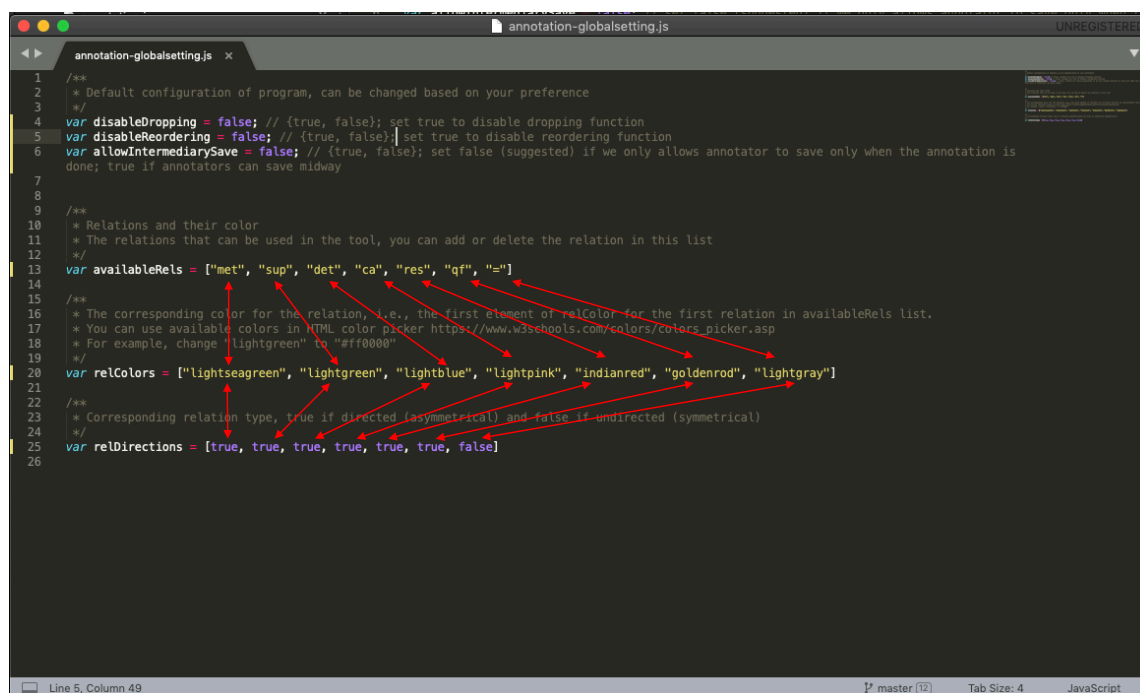 annotation-globalsetting.js
UNREGISTERED
annotation-globalsetting.js ×
1 /**
2 * Default configuration of program, can be changed based on your preference
3 */
4 var disableDropping = false; // {true, false}; set true to disable dropping function
5 var disableReordering = false; // {true, false}; set true to disable reordering function
6 var allowIntermediarySave = false; // {true, false}; set false (suggested) if we only allows annotator to save only when the annotation is
done; true if annotators can save midway
7
8
9 /**
10 * Relations and their color
11 * The relations that can be used in the tool, you can add or delete the relation in this list
12 */
13 var availableRels = ["met", "sup", "det", "ca", "res", "qf", "="]
14
15 /**
16 * The corresponding color for the relation, i.e., the first element of relColor for the first relation in availableRels list.
17 * You can use available colors in HTML color picker https://www.w3schools.com/colors/colors_picker.asp
18 * For example, change "lightgreen" to "#ff0000"
19 */
20 var relColors = ["lightseagreen", "lightgreen", "lightblue", "lightpink", "indianred", "goldenrod", "lightgray"]
21
22 /**
23 * Corresponding relation type, true if directed (asymmetrical) and false if undirected (symmetrical)
24 */
25 var relDirections = [true, true, true, true, true, true, false]
26
Line 5, Column 49
master 12
Tab Size: 4
JavaScript